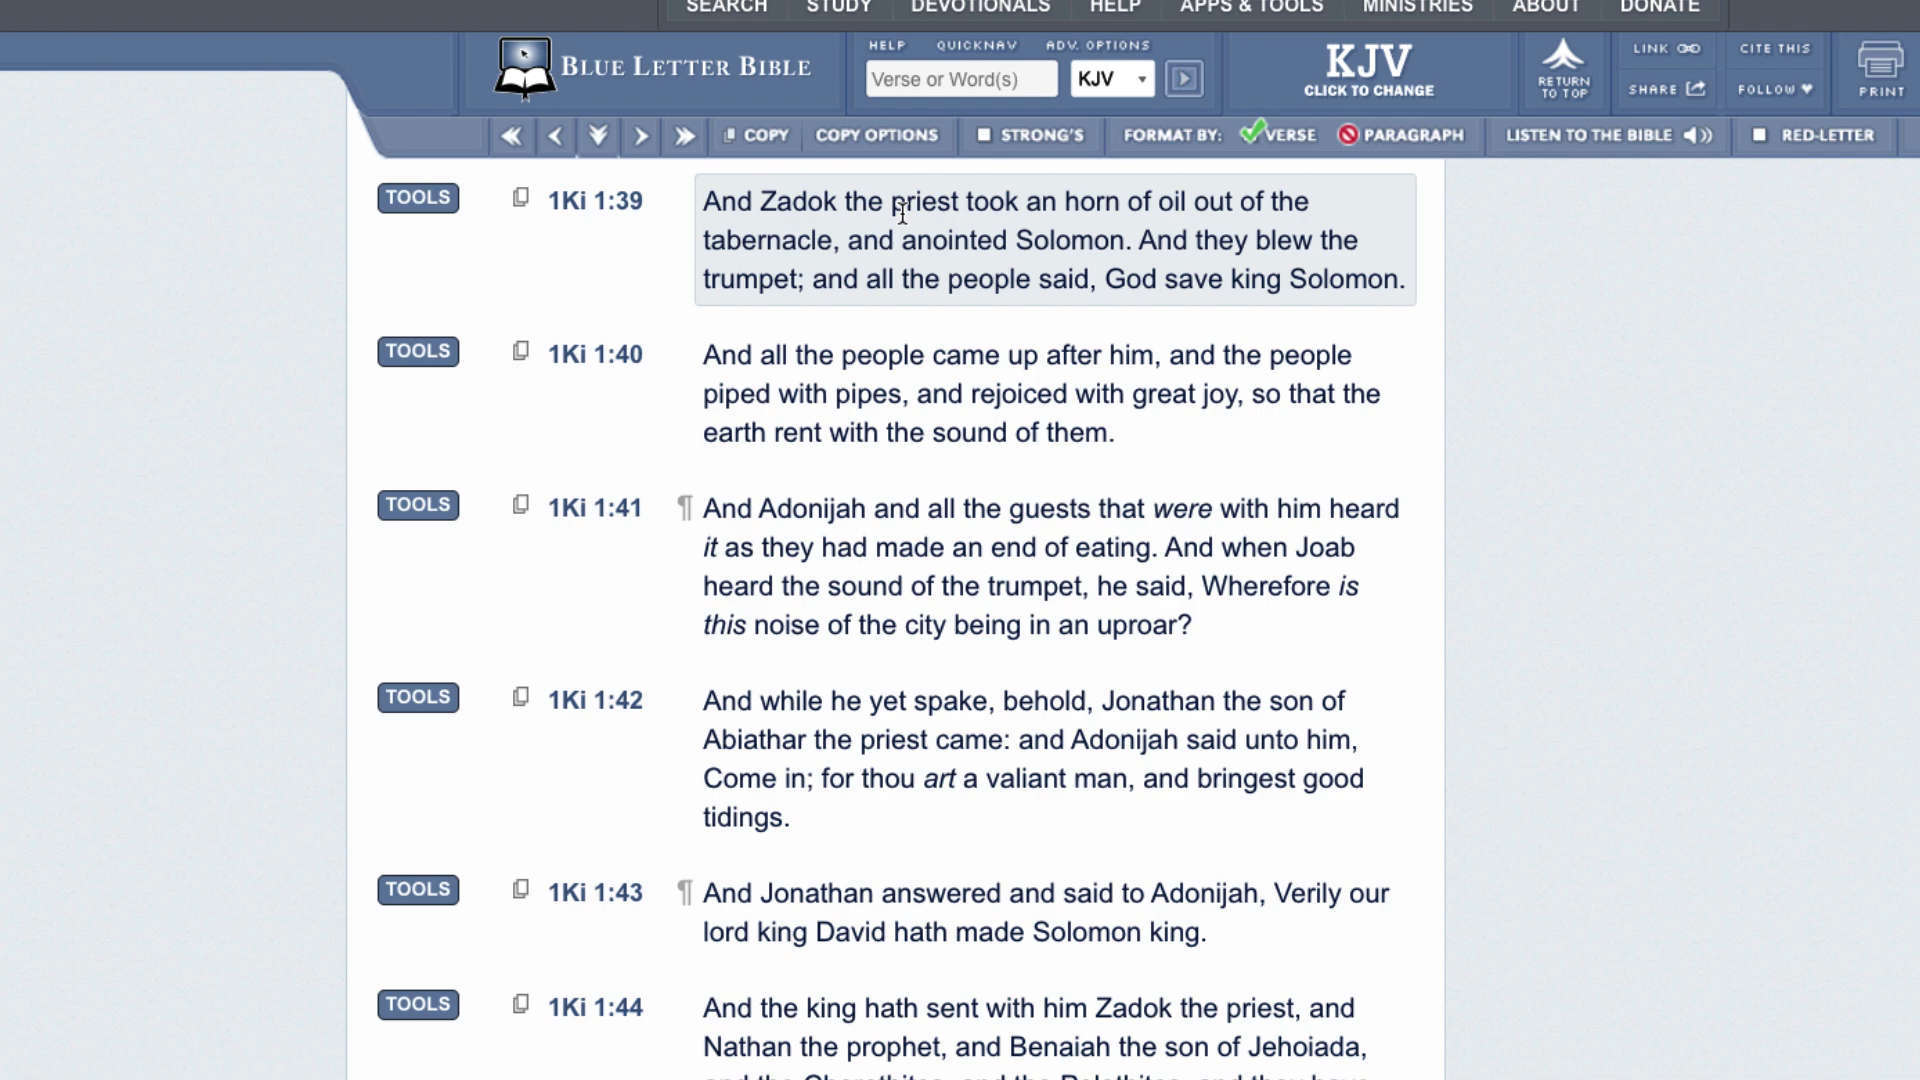 SEARCH STUDY DEVOTIONALS HELP APPS & TOOLS MINISTRIES ABOUT DONATE
BLUE LETTER BIBLE
HELP QUICKNAV ADV. OPTIONS
Verse or Word(s) KJV
KJV
CLICK TO CHANGE
RETURN
TO TOP
LINK CITE THIS
SHARE FOLLOW
PRINT
COPY COPY OPTIONS STRONG'S FORMAT BY: VERSE PARAGRAPH LISTEN TO THE BIBLE RED-LETTER
TOOLS 1Ki 1:39 And Zadok the priest took an horn of oil out of the
tabernacle, and anointed Solomon. And they blew the
trumpet; and all the people said, God save king Solomon.
TOOLS 1Ki 1:40 And all the people came up after him, and the people
piped with pipes, and rejoiced with great joy, so that the
earth rent with the sound of them.
TOOLS 1Ki 1:41 ¶ And Adonijah and all the guests that were with him heard
it as they had made an end of eating. And when Joab
heard the sound of the trumpet, he said, Wherefore is
this noise of the city being in an uproar?
TOOLS 1Ki 1:42 And while he yet spake, behold, Jonathan the son of
Abiathar the priest came: and Adonijah said unto him,
Come in; for thou art a valiant man, and bringest good
tidings.
TOOLS 1Ki 1:43 ¶ And Jonathan answered and said to Adonijah, Verily our
lord king David hath made Solomon king.
TOOLS 1Ki 1:44 And the king hath sent with him Zadok the priest, and
Nathan the prophet, and Benaiah the son of Jehoiada,
and the Cherethites, and the Pelethites, and they have